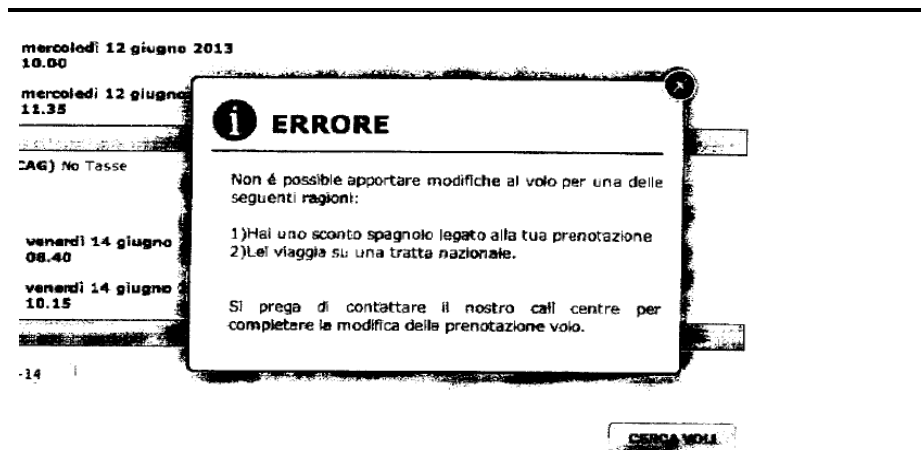 mercoledì 12 giugno 2013
10.00
mercoledì 12 giugno
11.35
ERRORE
CAG) No Tasse
Non é possible apportare modifiche al volo per una delle
seguenti ragioni:
1)Hai uno sconto spagnolo legato alla tua prenotazione
2)Lei viaggia su una tratta nazionale.
venerdì 14 giugno
08.40
venerdì 14 giugno
10.15
Si prega di contattare il nostro call centre per
completare la modifica della prenotazione volo.
-14
CERCA VOLI